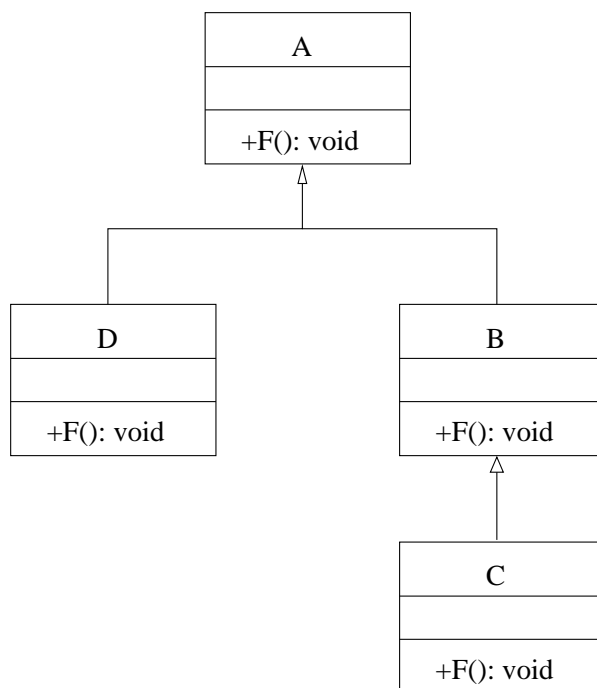 A
+F(): void
D
B
+F(): void
+F(): void
C
+F(): void